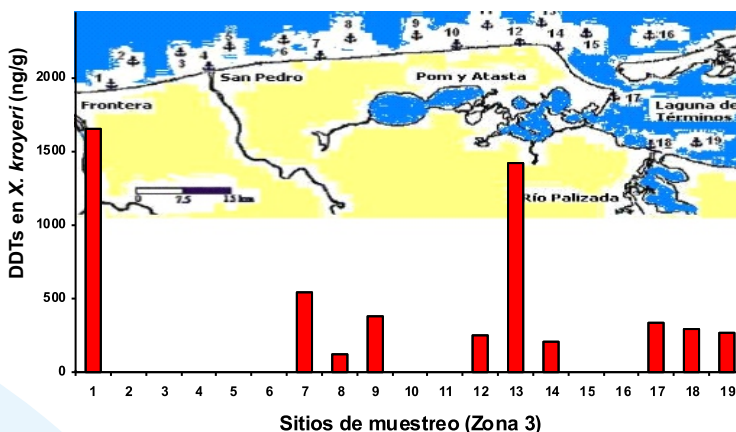 DDTs en X. kroyeri (ng/g)
2000
1500
1000
500
0
1
2
3
4
5
6
7
8
9
10
11
12
13
14
15
16
17
18
19
Frontera
San Pedro
Pom y Atasta
Laguna de
Términos
Río Palizada
0 7.5 15 km
1 2 3 4 5 6 7 8 9 10 11 12 13 14 15 16 17 18 19
Sitios de muestreo (Zona 3)